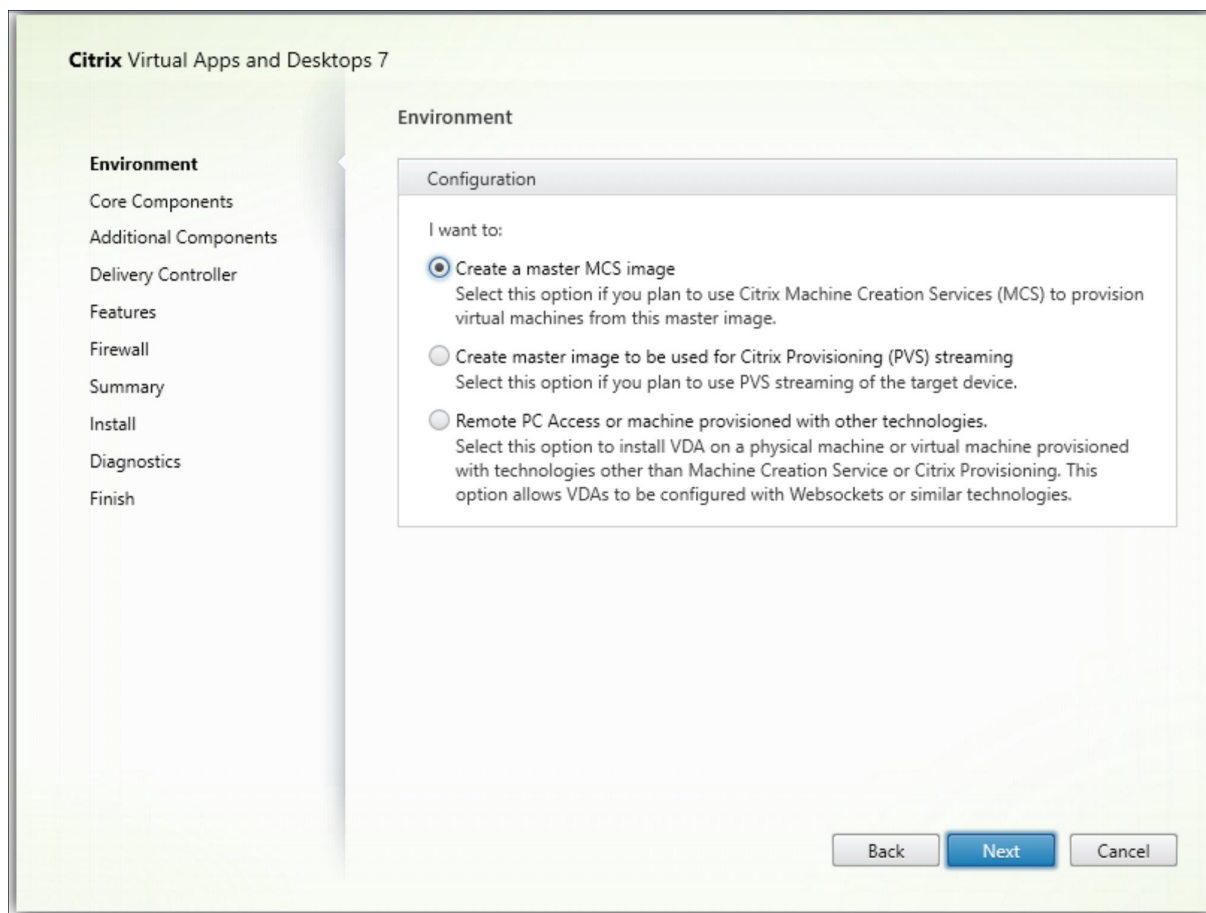 Citrix Virtual Apps and Desktops 7
Environment
Core Components
Additional Components
Delivery Controller
Features
Firewall
Summary
Install
Diagnostics
Finish
Environment
Configuration
I want to:
Create a master MCS image
Select this option if you plan to use Citrix Machine Creation Services (MCS) to provision
virtual machines from this master image.
Create master image to be used for Citrix Provisioning (PVS) streaming
Select this option if you plan to use PVS streaming of the target device.
Remote PC Access or machine provisioned with other technologies.
Select this option to install VDA on a physical machine or virtual machine provisioned
with technologies other than Machine Creation Service or Citrix Provisioning. This
option allows VDAs to be configured with Websockets or similar technologies.
Back
Next
Cancel